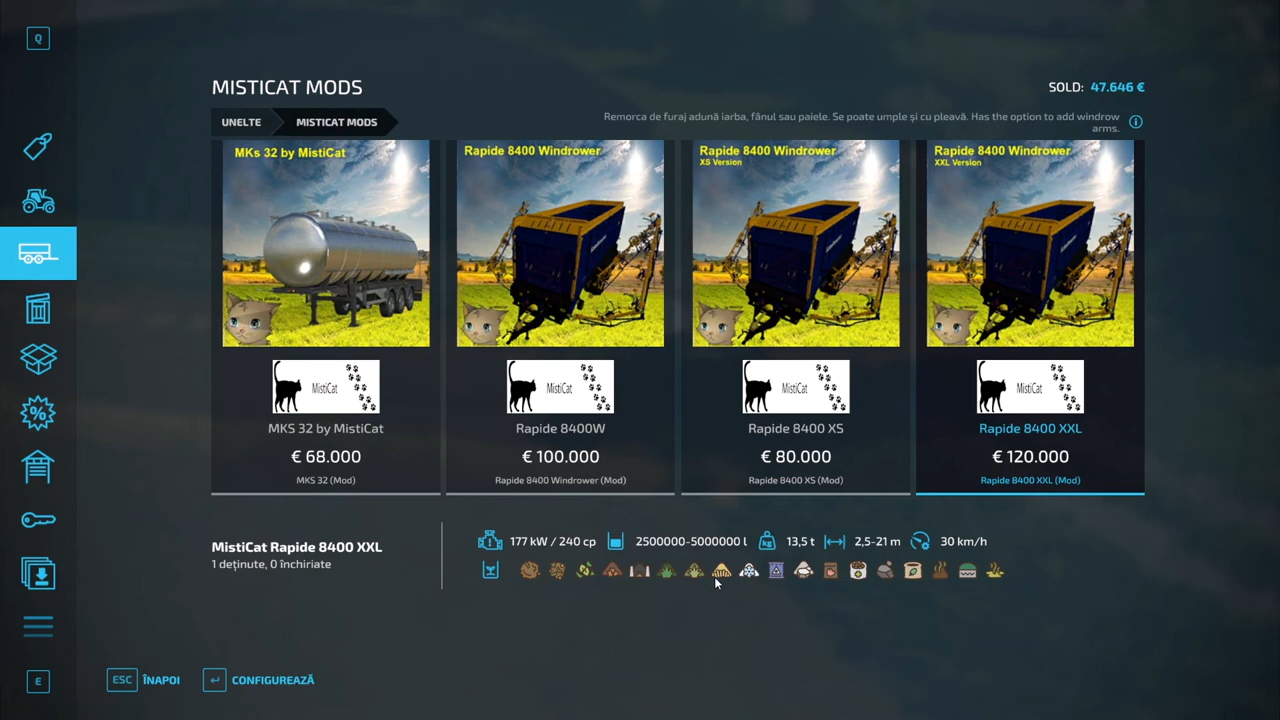 Q
MISTICAT MODS
SOLD: 47.646 €
UNELTE
MISTICAT MODS
Remorca de furaj adună iarba, fânul sau paiele. Se poate umple și cu pleavă. Has the option to add windrow
arms.
MKs 32 by MistiCat
Rapide 8400 Windrower
Rapide 8400 Windrower
XS Version
Rapide 8400 Windrower
XXL Version
MistiCat
MistiCat
MistiCat
MistiCat
MKS 32 by MistiCat
Rapide 8400W
Rapide 8400 XS
Rapide 8400 XXL
€ 68.000
€ 100.000
€ 80.000
€ 120.000
MKS 32 (Mod)
Rapide 8400 Windrower (Mod)
Rapide 8400 XS (Mod)
Rapide 8400 XXL (Mod)
MistiCat Rapide 8400 XXL
1 deținute, 0 închiriate
177 kW / 240 cp
2500000-5000000 l
kg
13,5 t
2,5-21 m
30 km/h
E
ESC ÎNAPOI
CONFIGUREAZĂ